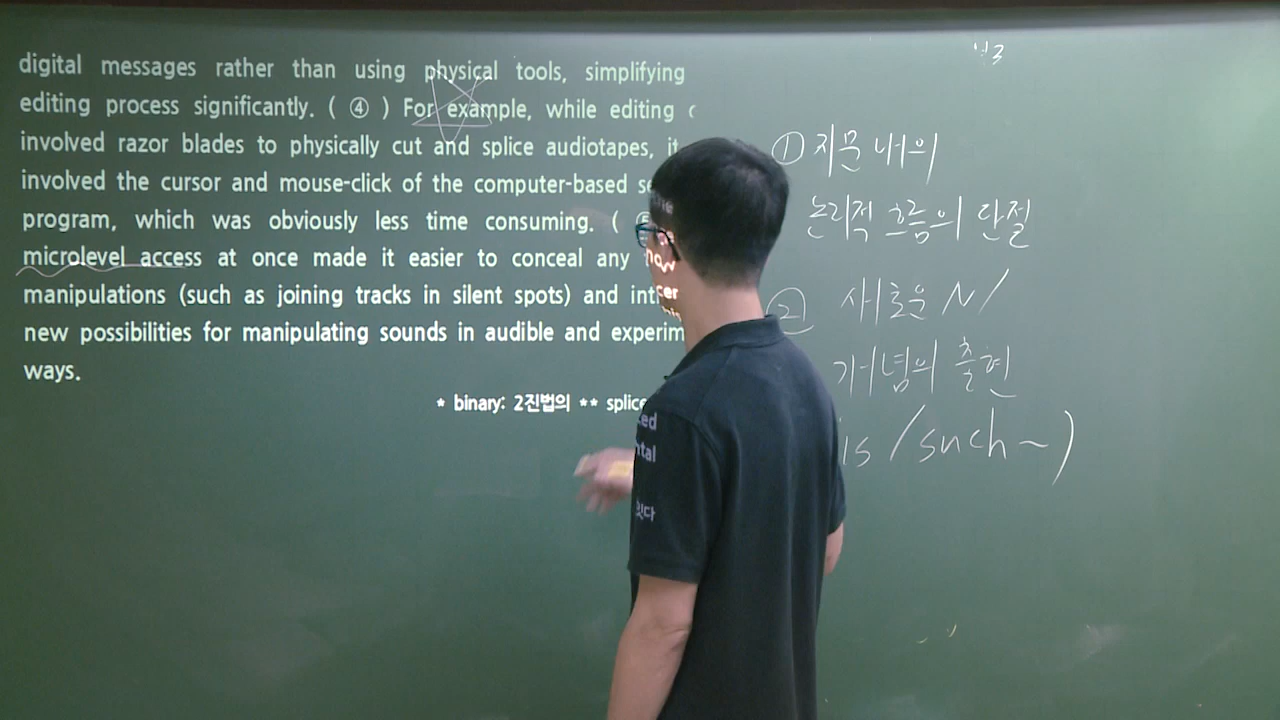 digital messages rather than using physical tools, simplifying
editing process significantly. ( ④ ) For example, while editing
involved razor blades to physically cut and splice audiotapes, it
involved the cursor and mouse-click of the computer-based
program, which was obviously less time consuming. (
microlevel access at once made it easier to conceal any
manipulations (such as joining tracks in silent spots) and
new possibilities for manipulating sounds in audible and
ways.
* binary: 2진법의 ** splice
① 지문 내의
논리적 흐름의 단절
② 새로운 N /
개념의 출현
is / such ~ )